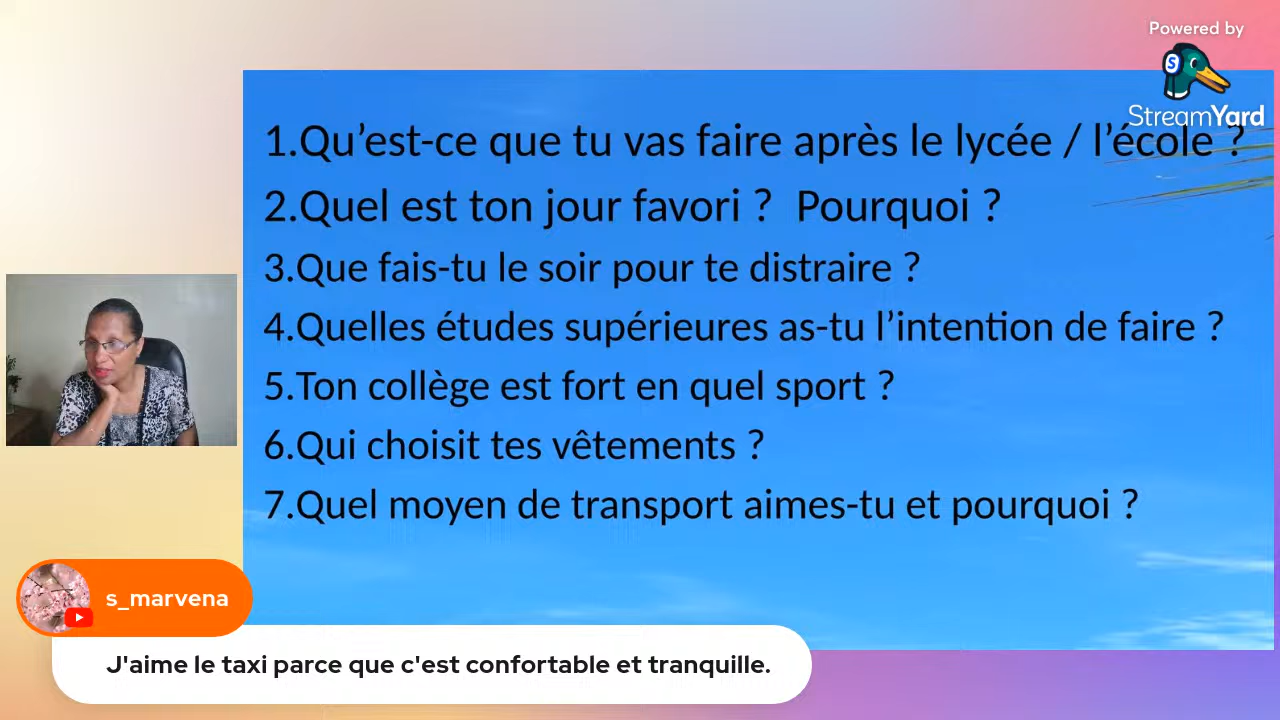 Powered by
StreamYard
1.Qu’est-ce que tu vas faire après le lycée / l’école ?
2.Quel est ton jour favori ?  Pourquoi ?
3.Que fais-tu le soir pour te distraire ?
4.Quelles études supérieures as-tu l’intention de faire ?
5.Ton collège est fort en quel sport ?
6.Qui choisit tes vêtements ?
7.Quel moyen de transport aimes-tu et pourquoi ?
s_marvena
J'aime le taxi parce que c'est confortable et tranquille.